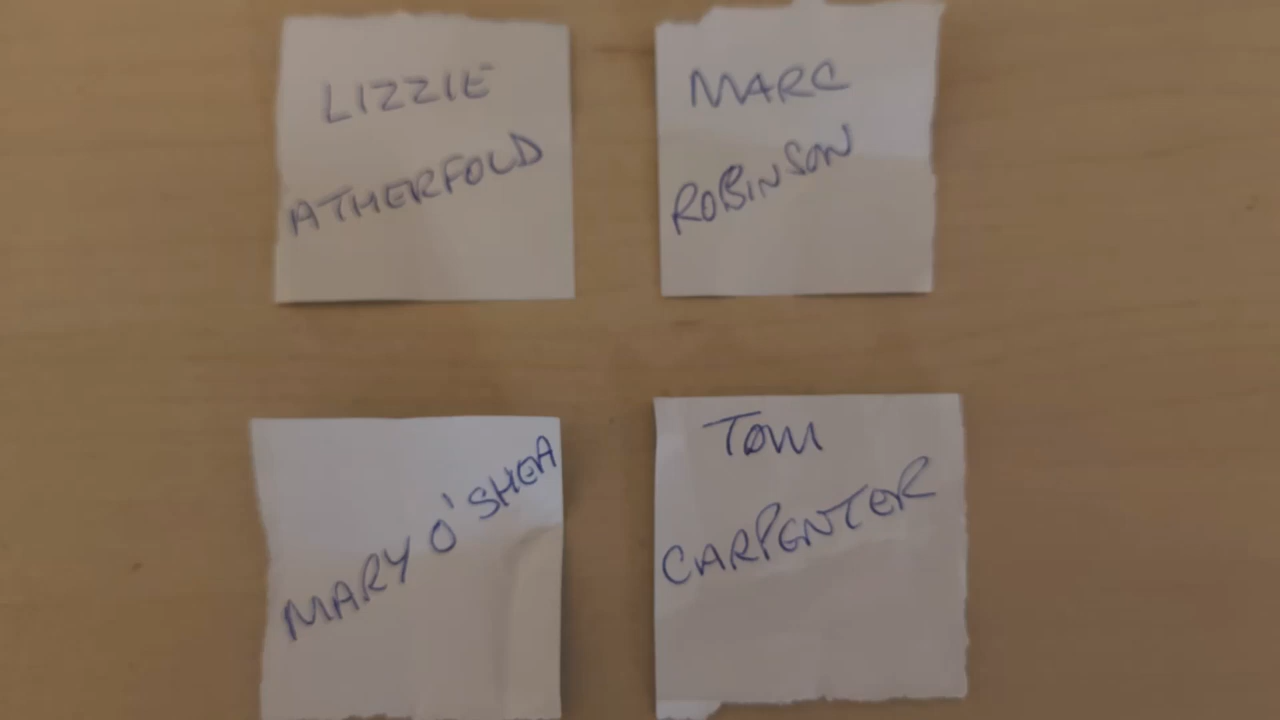 LIZZIE
ATHERFOLD
MARC
ROBINSON
MARY O'SHEA
Tom
CARPENTER